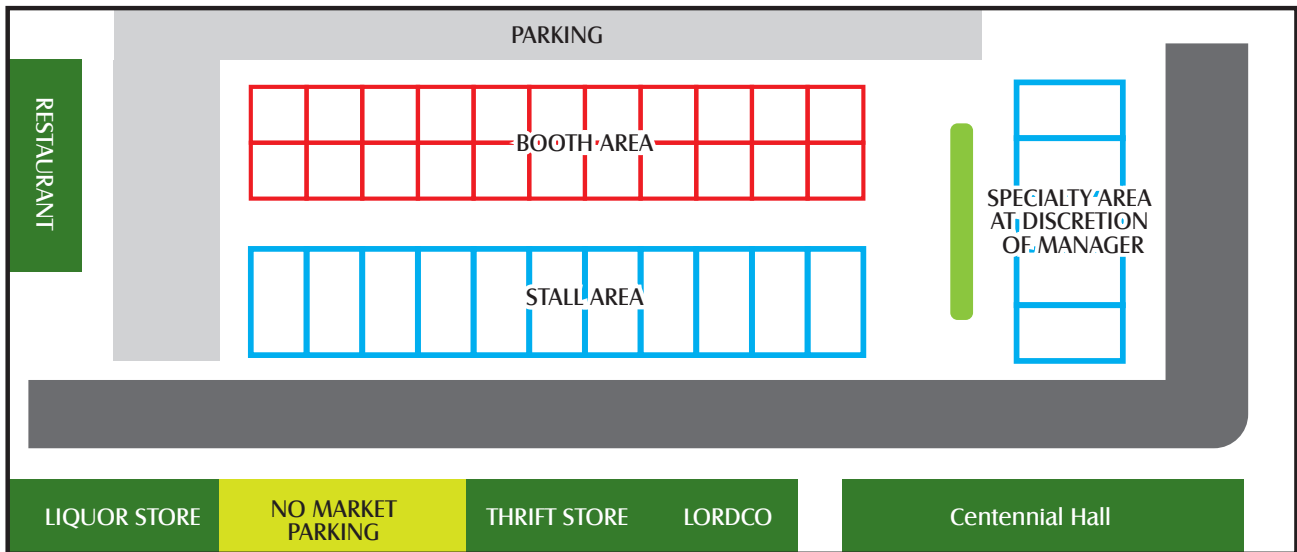 PARKING
RESTAURANT
BOOTH AREA
SPECIALTY AREA
AT DISCRETION
OF MANAGER
STALL AREA
LIQUOR STORE
NO MARKET
PARKING
THRIFT STORE
LORDCO
Centennial Hall